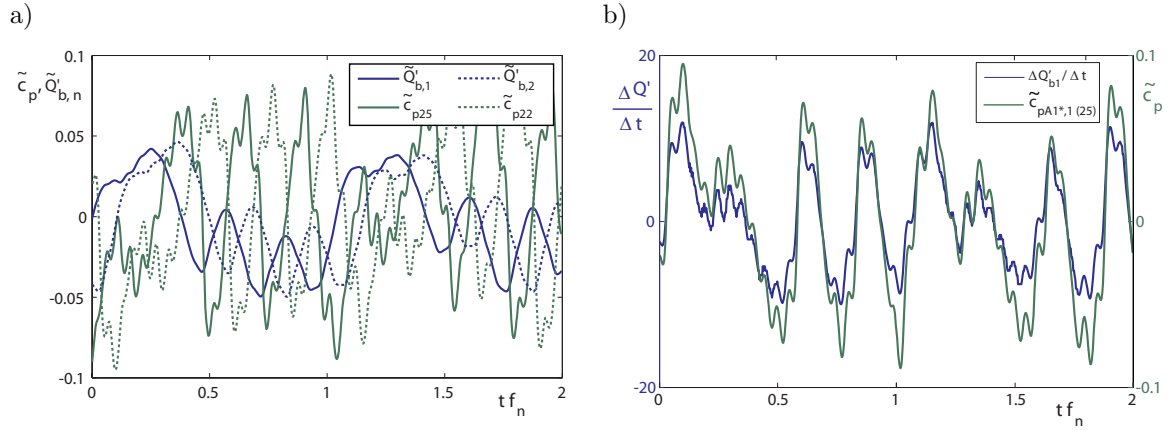 a)
c̃p, Q̃'b, n
0.1
0.05
0
-0.05
-0.1
Q̃'b,1
Q̃'b,2
c̃p25
c̃p22
0
0.5
1
1.5
2
t fn
b)
ΔQ'
Δt
20
0
-20
ΔQ'b1/Δt
c̃pA1*,1 (25)
0.1
c̃p
0
-0.1
0
0.5
1
1.5
2
t fn